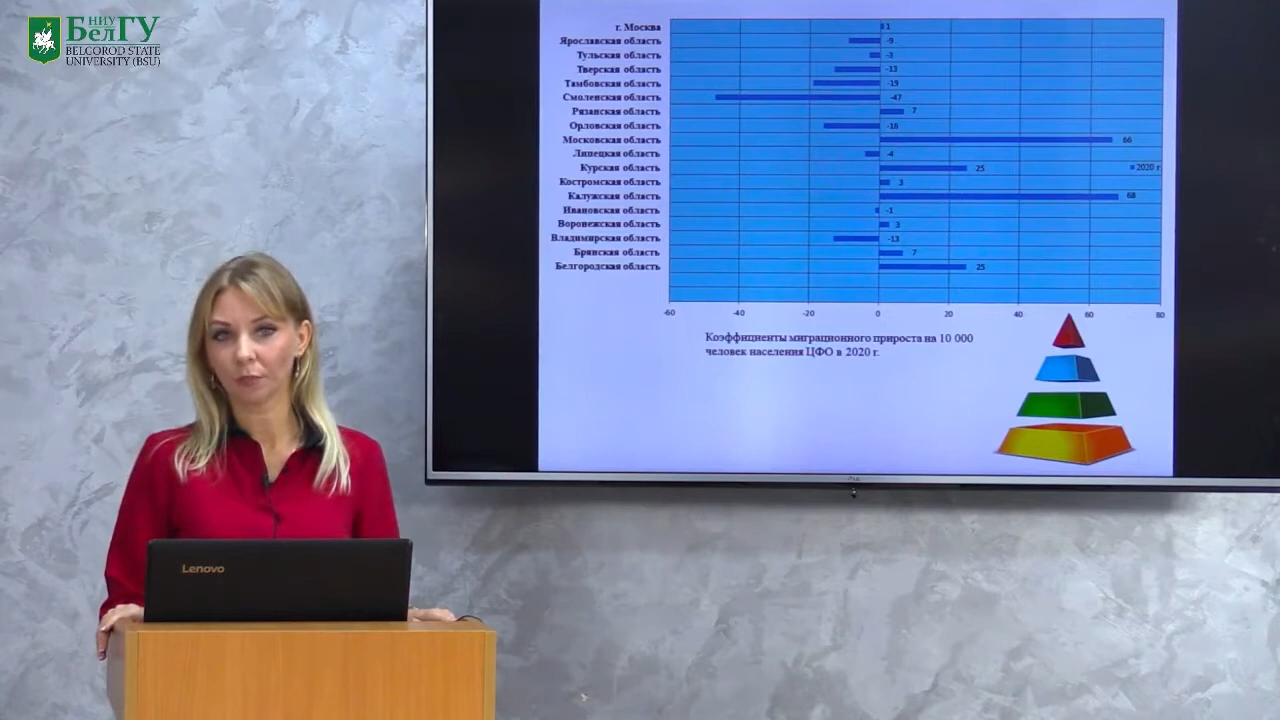 НИУ
БелГУ
BELGOROD STATE
UNIVERSITY (BSU)
г. Москва 1
Ярославская область -9
Тульская область -3
Тверская область -13
Тамбовская область -19
Смоленская область -47
Рязанская область 7
Орловская область -16
Московская область 66
Липецкая область -4
Курская область 25
2020 г.
Костромская область 3
Калужская область 68
Ивановская область -1
Воронежская область 3
Владимирская область -13
Брянская область 7
Белгородская область 25
-60 -40 -20 0 20 40 60 80
Коэффициенты миграционного прироста на 10 000
человек населения ЦФО в 2020 г.
Lenovo